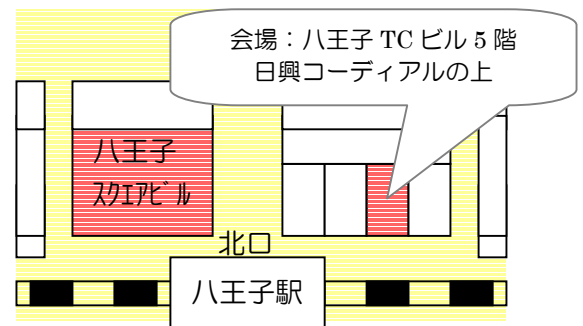 会場：八王子 TC ビル 5 階
日興コーディアルの上
八王子
ｽｸｴｱﾋﾞﾙ
北口
八王子駅